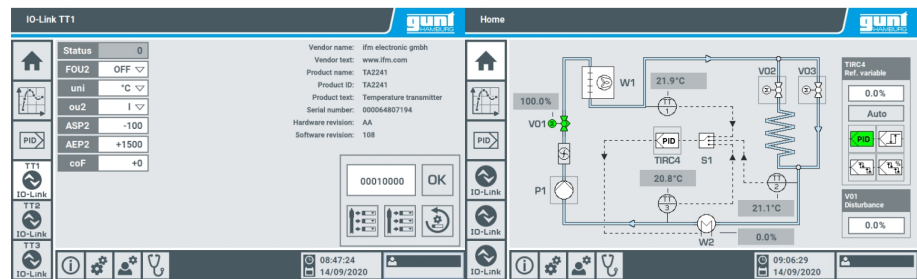 IO-Link TT1
gunt
HAMBURG
Status 0
FOU2 OFF
uni °C
ou2 I
ASP2 -100
AEP2 +1500
coF +0
Vendor name: ifm electronic gmbh
Vendor text: www.ifm.com
Product name: TA2241
Product ID: TA2241
Product text: Temperature transmitter
Serial number: 000064807194
Hardware revision: AA
Software revision: 108
PID
TT1
IO-Link
TT2
IO-Link
TT3
IO-Link
00010000 OK
08:47:24
14/09/2020
Home
gunt
HAMBURG
PID
IO-Link
IO-Link
IO-Link
W1
21.9°C
TT
1
V02 V03
100.0%
V01
PID
TIRC4 S1
P1
20.8°C
TT
3
TT
2
21.1°C
W2
0.0%
TIRC4
Ref. variable
0.0%
Auto
PID
V01
Disturbance
0.0%
09:06:29
14/09/2020